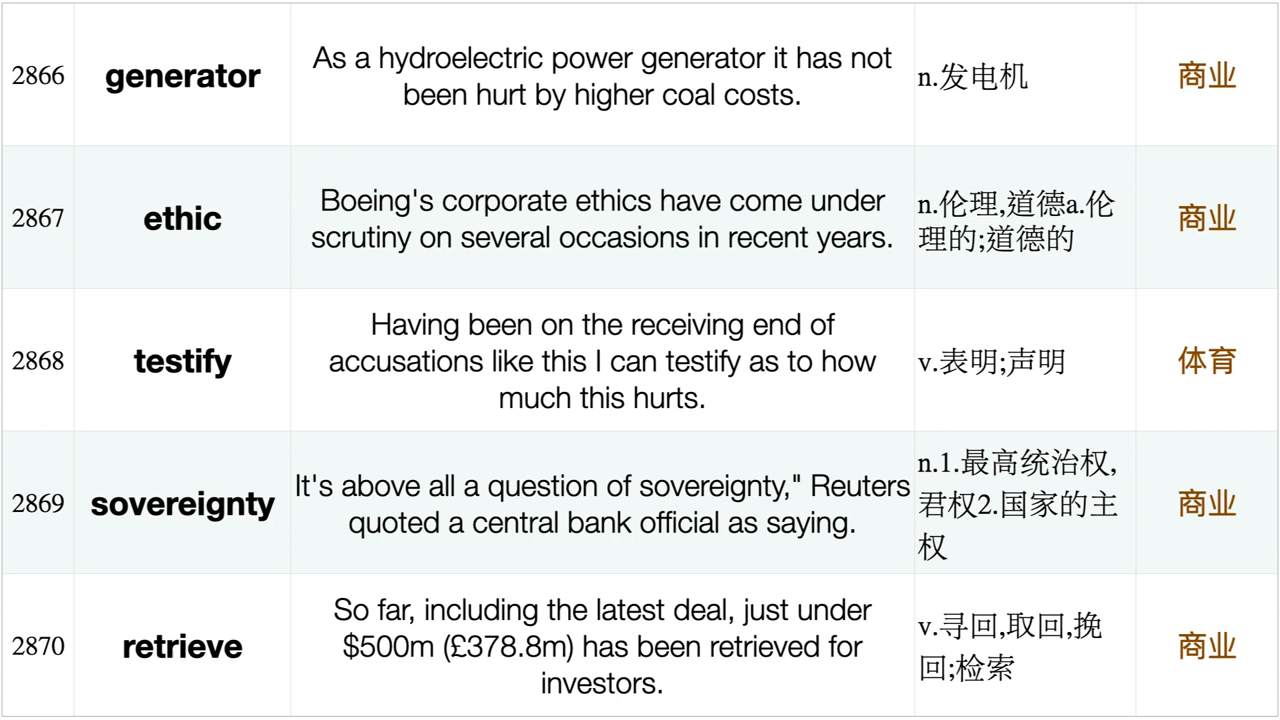 2866
generator
As a hydroelectric power generator it has not
been hurt by higher coal costs.
n.发电机
商业
2867
ethic
Boeing's corporate ethics have come under
scrutiny on several occasions in recent years.
n.伦理,道德a.伦
理的;道德的
商业
2868
testify
Having been on the receiving end of
accusations like this I can testify as to how
much this hurts.
v.表明;声明
体育
2869
sovereignty
It's above all a question of sovereignty," Reuters
quoted a central bank official as saying.
n.1.最高统治权,
君权2.国家的主
权
商业
2870
retrieve
So far, including the latest deal, just under
$500m (£378.8m) has been retrieved for
investors.
v.寻回,取回,挽
回;检索
商业